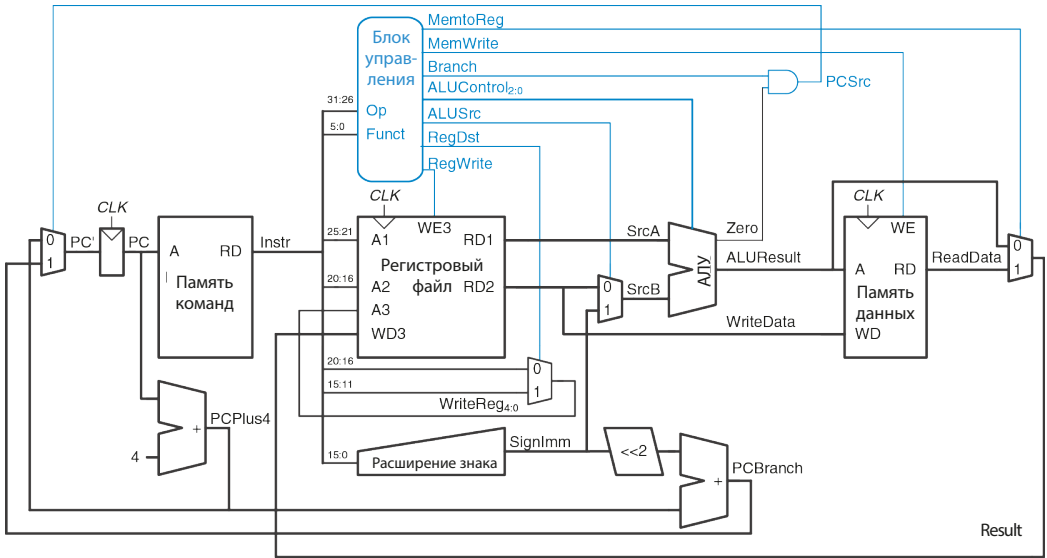 MemtoReg
Блок
управ-
ления
MemWrite
Branch
PCSrc
ALUControl2:0
31:26
Op
ALUSrc
5:0
Funct
RegDst
RegWrite
CLK
CLK
CLK
0
1
PC'
PC
A
RD
Память
команд
Instr
25:21
A1
WE3
RD1
SrcA
Zero
WE
0
1
Регистровый
файл
20:16
A2
RD2
0
1
SrcB
АЛУ
ALUResult
A
RD
ReadData
Память
данных
A3
WD3
WriteData
WD
20:16
0
15:11
1
WriteReg4:0
PCPlus4
+
4
SignImm
15:0
Расширение знака
<<2
+
PCBranch
Result